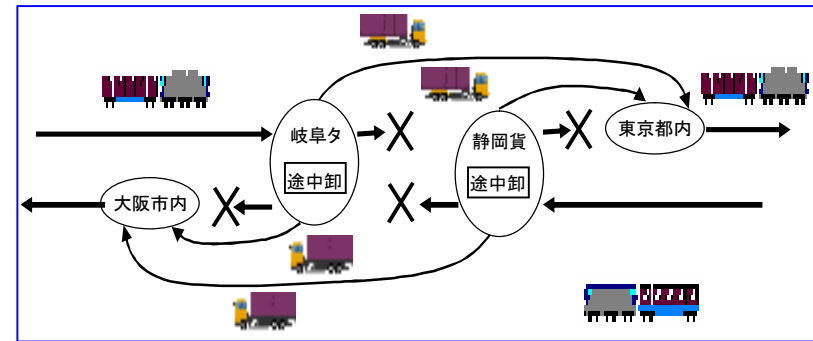 岐阜タ
途中卸
静岡貨
途中卸
東京都内
大阪市内